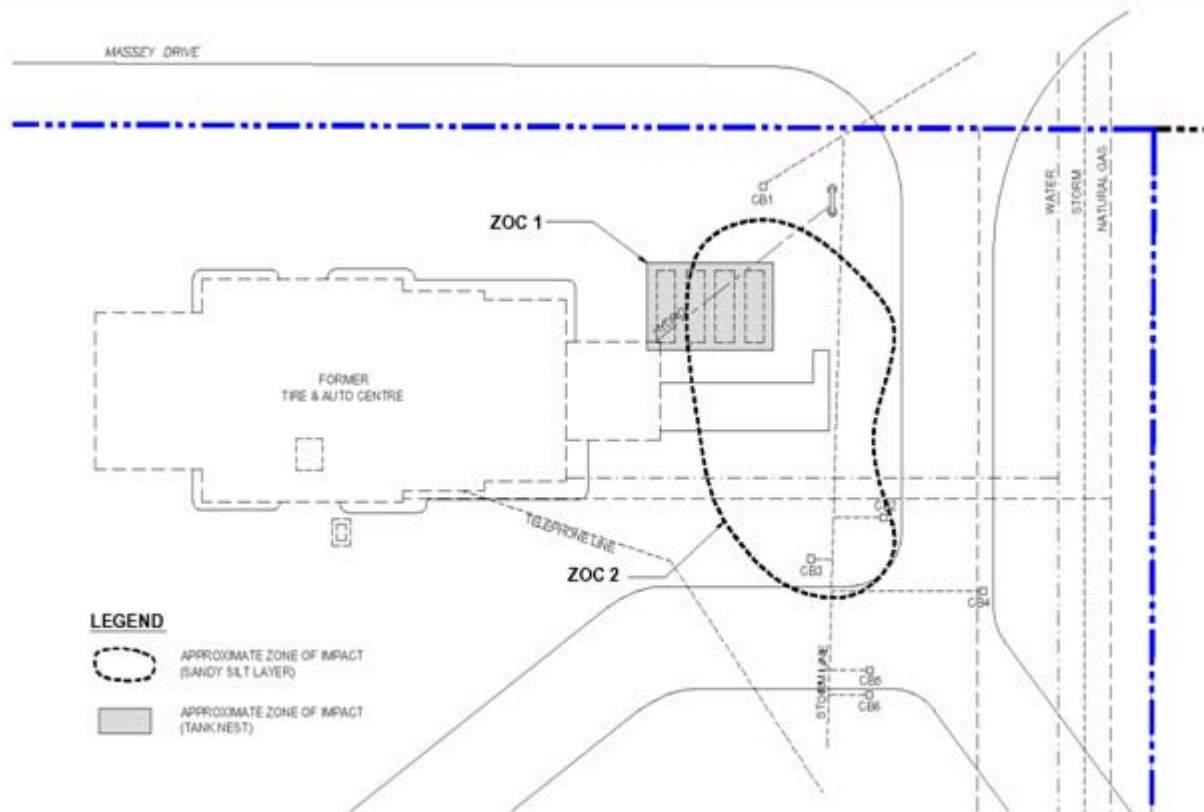 MASSEY DRIVE
WATER
STORM
NATURAL GAS
CB1
ZOC 1
HYDRO
FORMER
TIRE & AUTO CENTRE
TELEPHONE LINE
CB3
ZOC 2
CB4
STORM LINE
CB5
CB6
LEGEND
APPROXIMATE ZONE OF IMPACT
(SANDY SILT LAYER)
APPROXIMATE ZONE OF IMPACT
(TANK NEST)